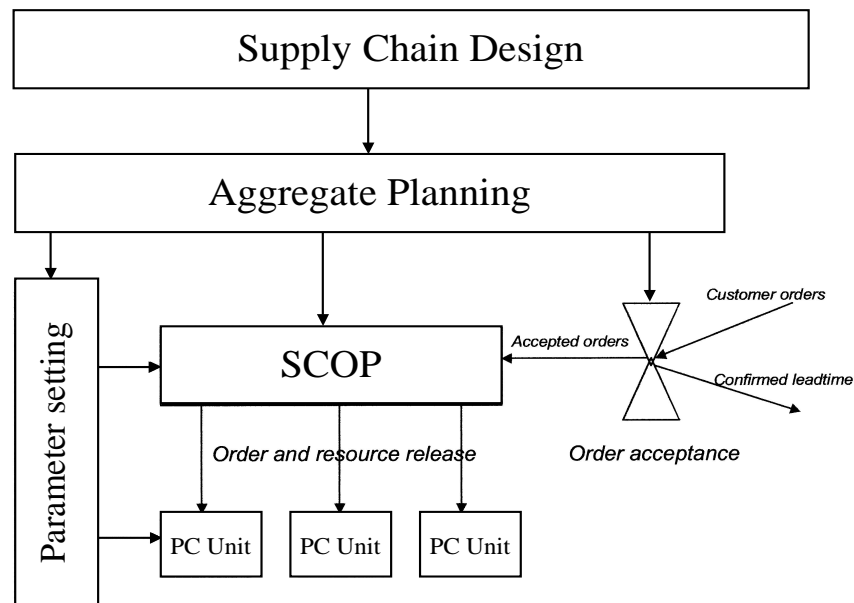 Supply Chain Design
Aggregate Planning
Parameter setting
Customer orders
Accepted orders
SCOP
Confirmed leadtime
Order and resource release
Order acceptance
PC Unit
PC Unit
PC Unit